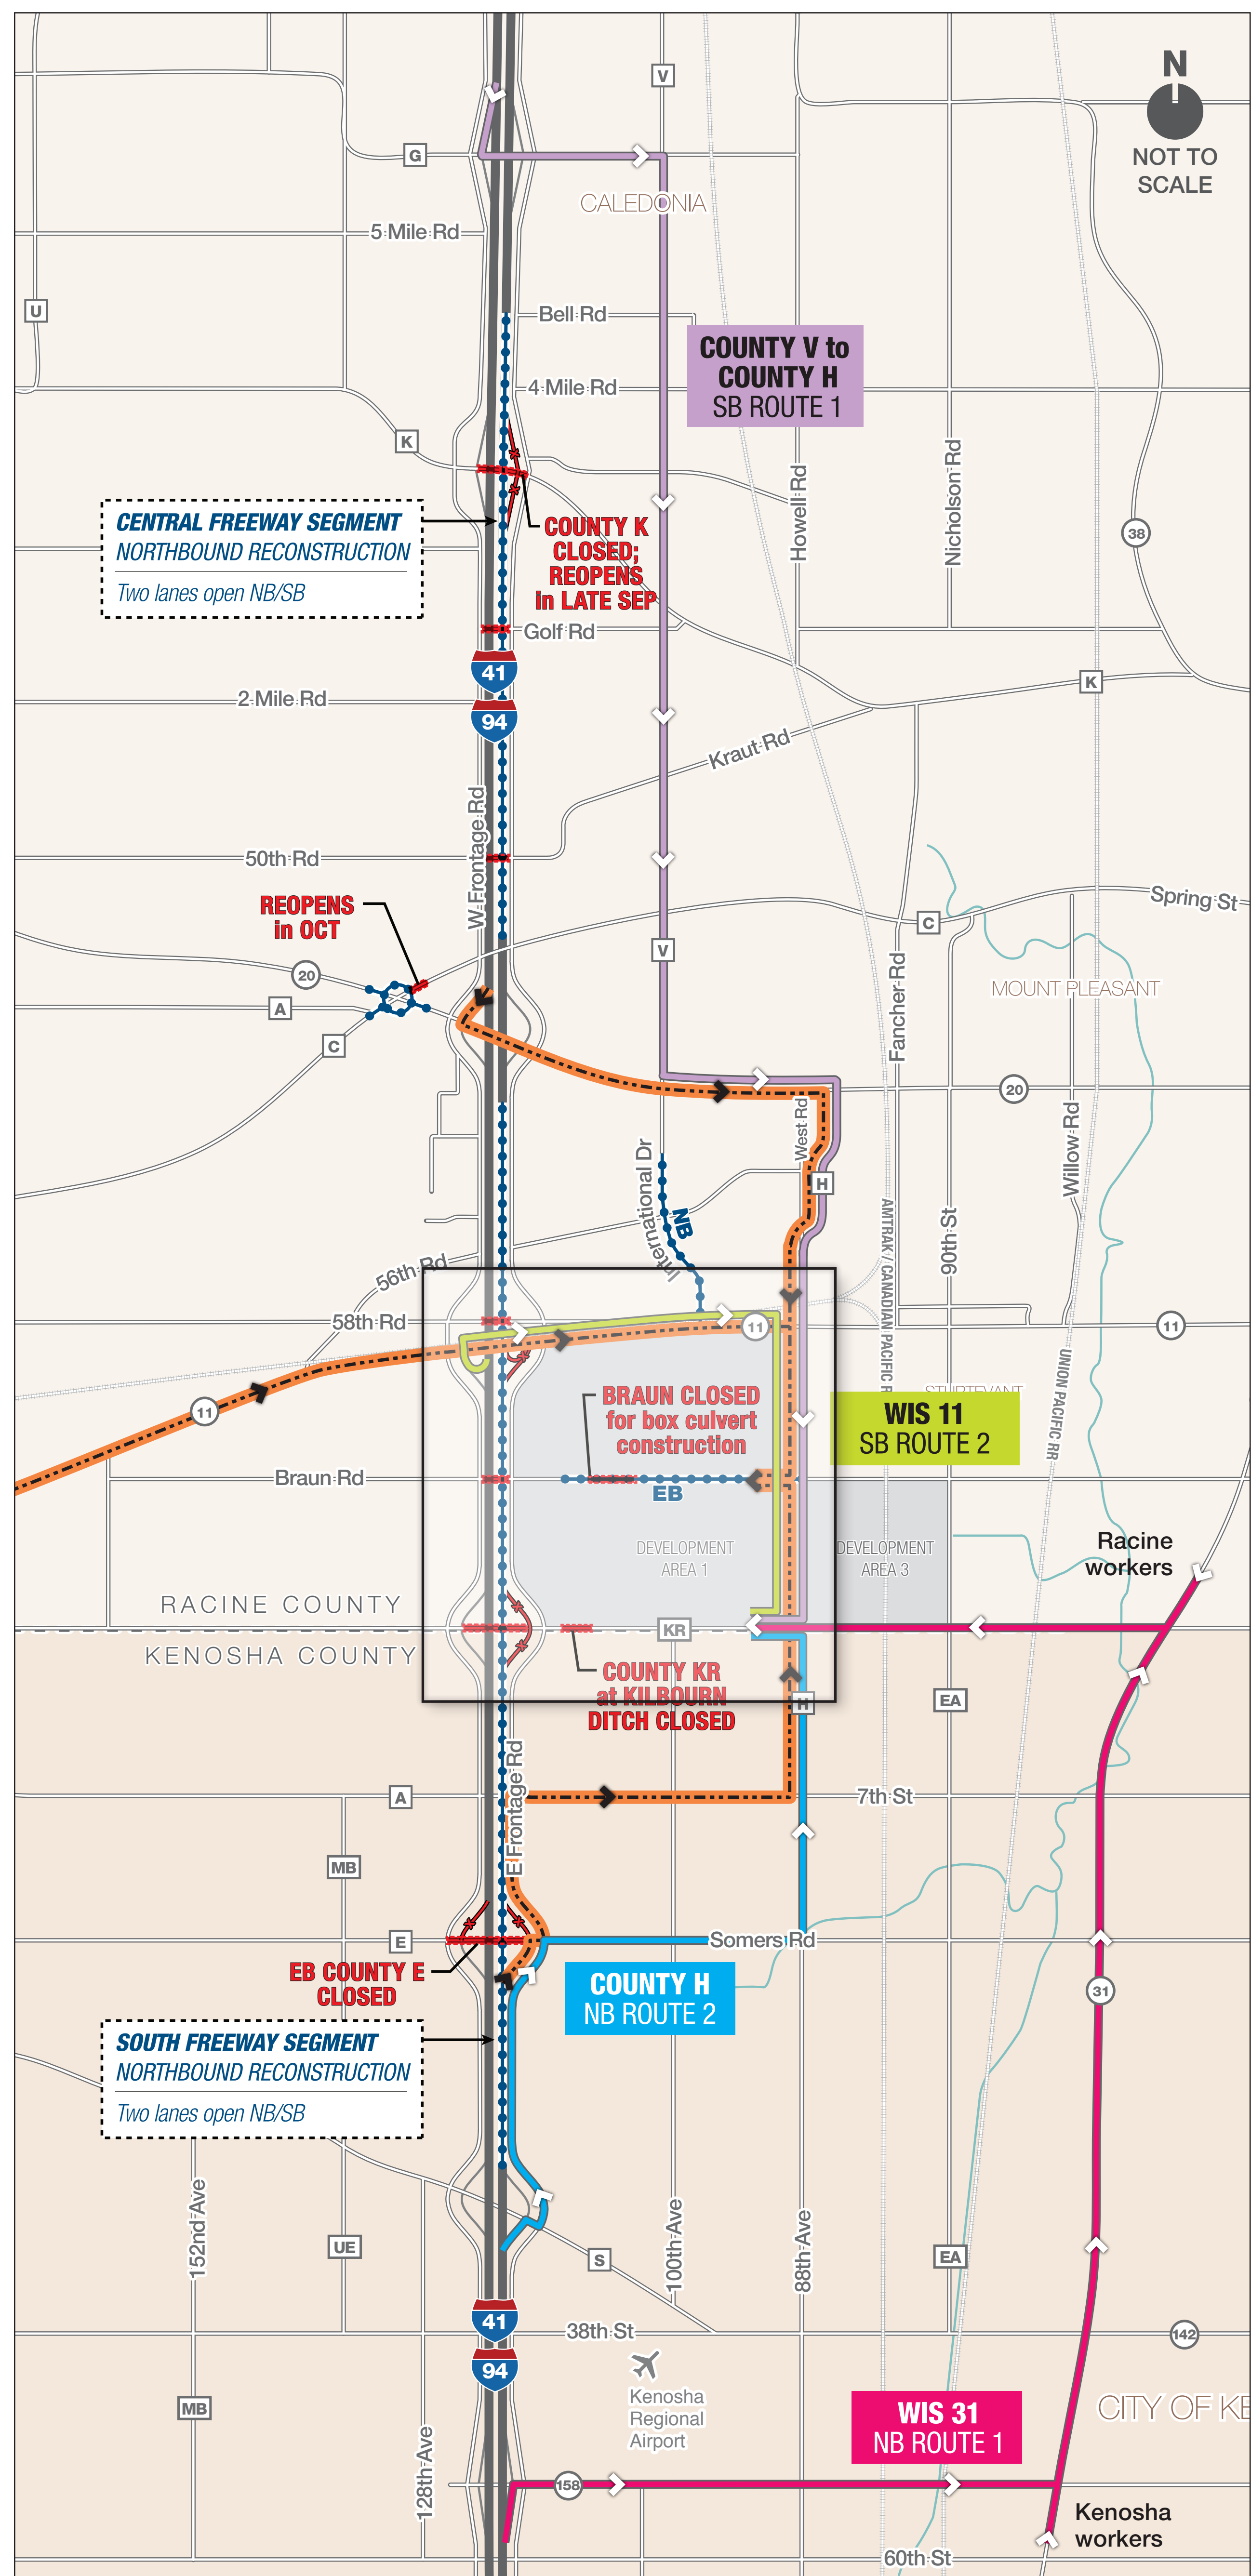 N
NOT TO
SCALE
V
G
CALEDONIA
5 Mile Rd
U
Bell Rd
COUNTY V to
COUNTY H
SB ROUTE 1
4 Mile Rd
K
Howell Rd
Nicholson Rd
38
CENTRAL FREEWAY SEGMENT
NORTHBOUND RECONSTRUCTION
Two lanes open NB/SB
COUNTY K
CLOSED;
REOPENS
in LATE SEP
Golf Rd
41
K
2 Mile Rd
94
Kraut Rd
W Frontage Rd
50th Rd
Spring St
REOPENS
in OCT
C
V
20
A
C
Fancher Rd
MOUNT PLEASANT
20
West Rd
Willow Rd
International Dr
NB
H
AMTRAK / CANADIAN PACIFIC R
90th St
56th Rd
58th Rd
11
11
UNION PACIFIC RR
11
STURTEVANT
BRAUN CLOSED
for box culvert
construction
WIS 11
SB ROUTE 2
Braun Rd
EB
DEVELOPMENT
AREA 1
DEVELOPMENT
AREA 3
Racine
workers
RACINE COUNTY
KR
KENOSHA COUNTY
COUNTY KR
at KILBOURN
DITCH CLOSED
H
EA
E Frontage Rd
A
7th St
MB
E
Somers Rd
EB COUNTY E
CLOSED
COUNTY H
NB ROUTE 2
31
SOUTH FREEWAY SEGMENT
NORTHBOUND RECONSTRUCTION
Two lanes open NB/SB
152nd Ave
UE
S
100th Ave
88th Ave
EA
41
38th St
142
94
Kenosha
Regional
Airport
MB
WIS 31
NB ROUTE 1
CITY OF KE
128th Ave
158
Kenosha
workers
60th St